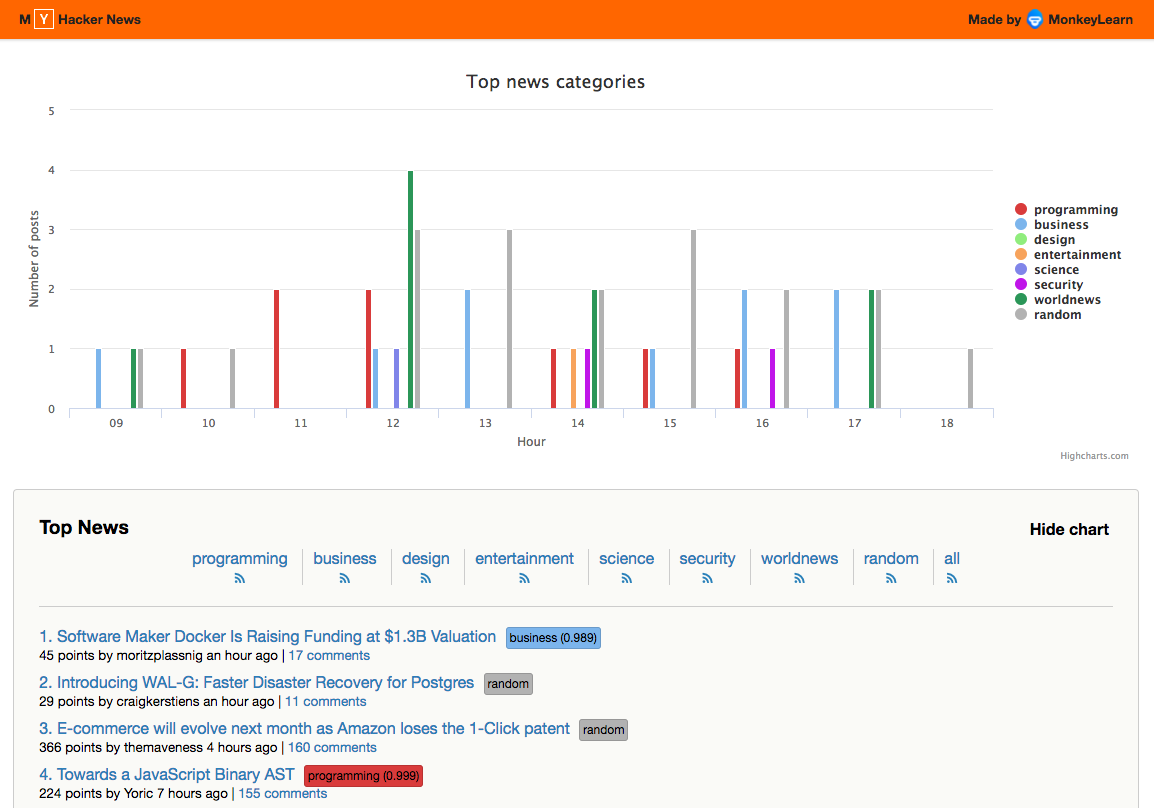 M Y Hacker News Made by MonkeyLearn
Top news categories
5
4
3
2
1
0
Number of posts
09 10 11 12 13 14 15 16 17 18
Hour
programming
business
design
entertainment
science
security
worldnews
random
Highcharts.com
Top News Hide chart
programming business design entertainment science security worldnews random all
1. Software Maker Docker Is Raising Funding at $1.3B Valuation business (0.989)
45 points by moritzplassnig an hour ago | 17 comments
2. Introducing WAL-G: Faster Disaster Recovery for Postgres random
29 points by craigkerstiens an hour ago | 11 comments
3. E-commerce will evolve next month as Amazon loses the 1-Click patent random
366 points by themaveness 4 hours ago | 160 comments
4. Towards a JavaScript Binary AST programming (0.999)
224 points by Yoric 7 hours ago | 155 comments